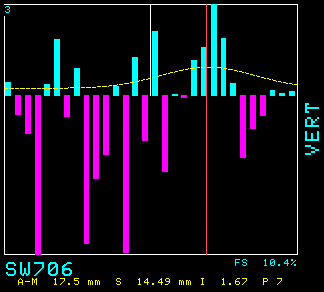 3
VERT
FS 10.4%
SW706
A-M 17.5 mm S 14.49 mm I 1.67 P 7